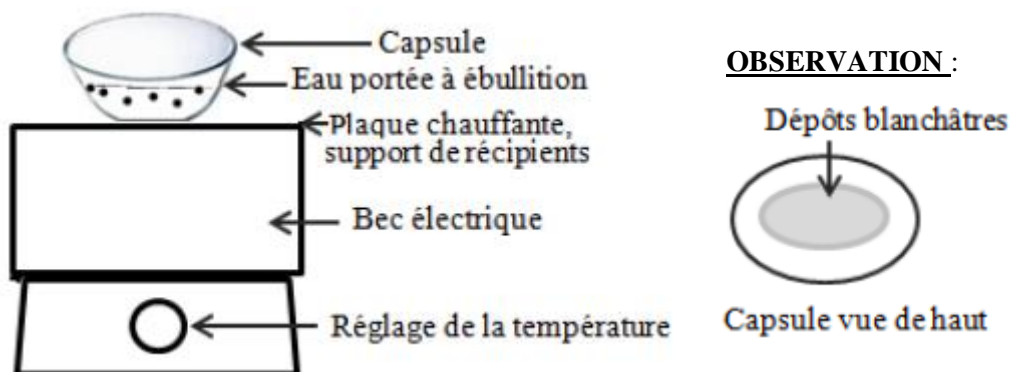 Capsule
Eau portée à ébullition
Plaque chauffante,
support de récipients
Bec électrique
Réglage de la température
OBSERVATION :
Dépôts blanchâtres
Capsule vue de haut